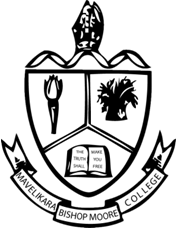 THE MAKE
TRUTH YOU
SHALL FREE
MAVELIKARA
BISHOP MOORE
COLLEGE